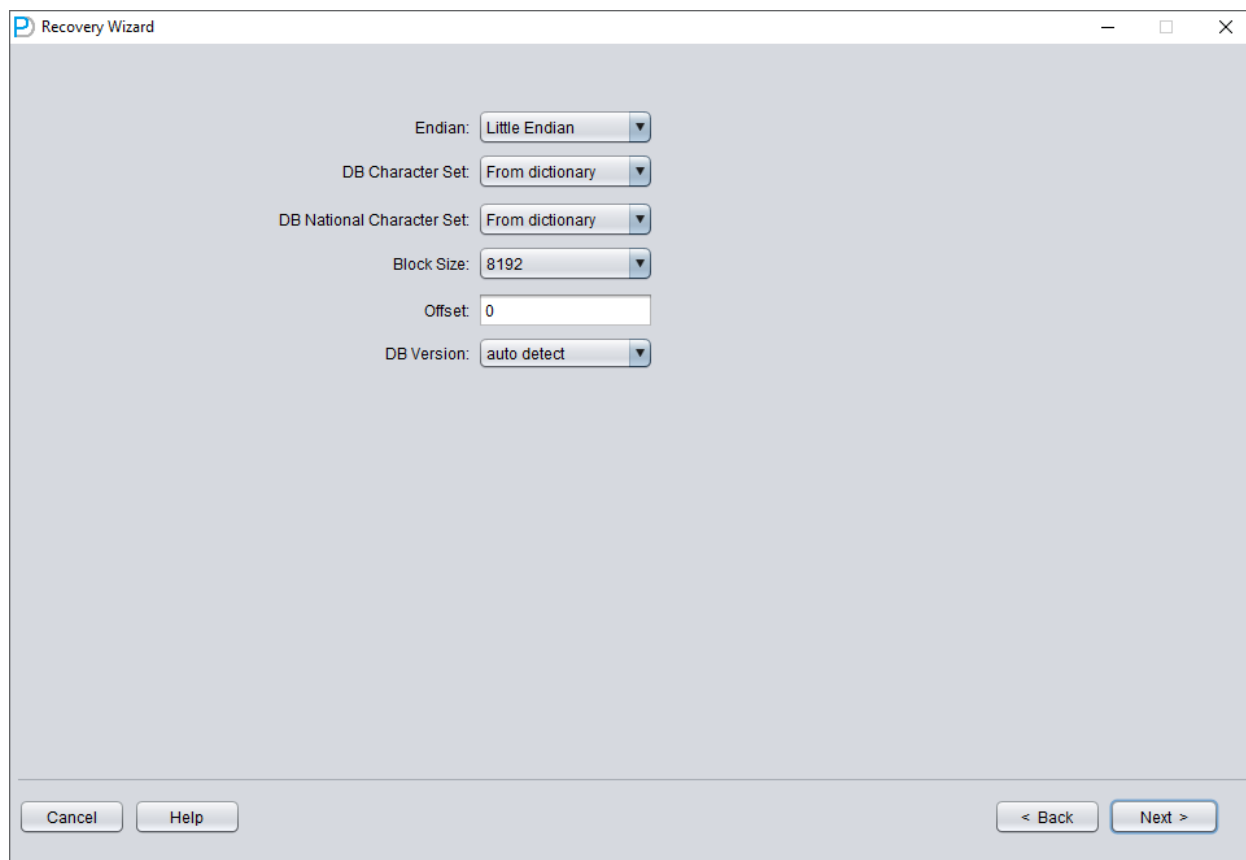 Recovery Wizard
Endian: Little Endian
DB Character Set: From dictionary
DB National Character Set: From dictionary
Block Size: 8192
Offset: 0
DB Version: auto detect
Cancel Help < Back Next >